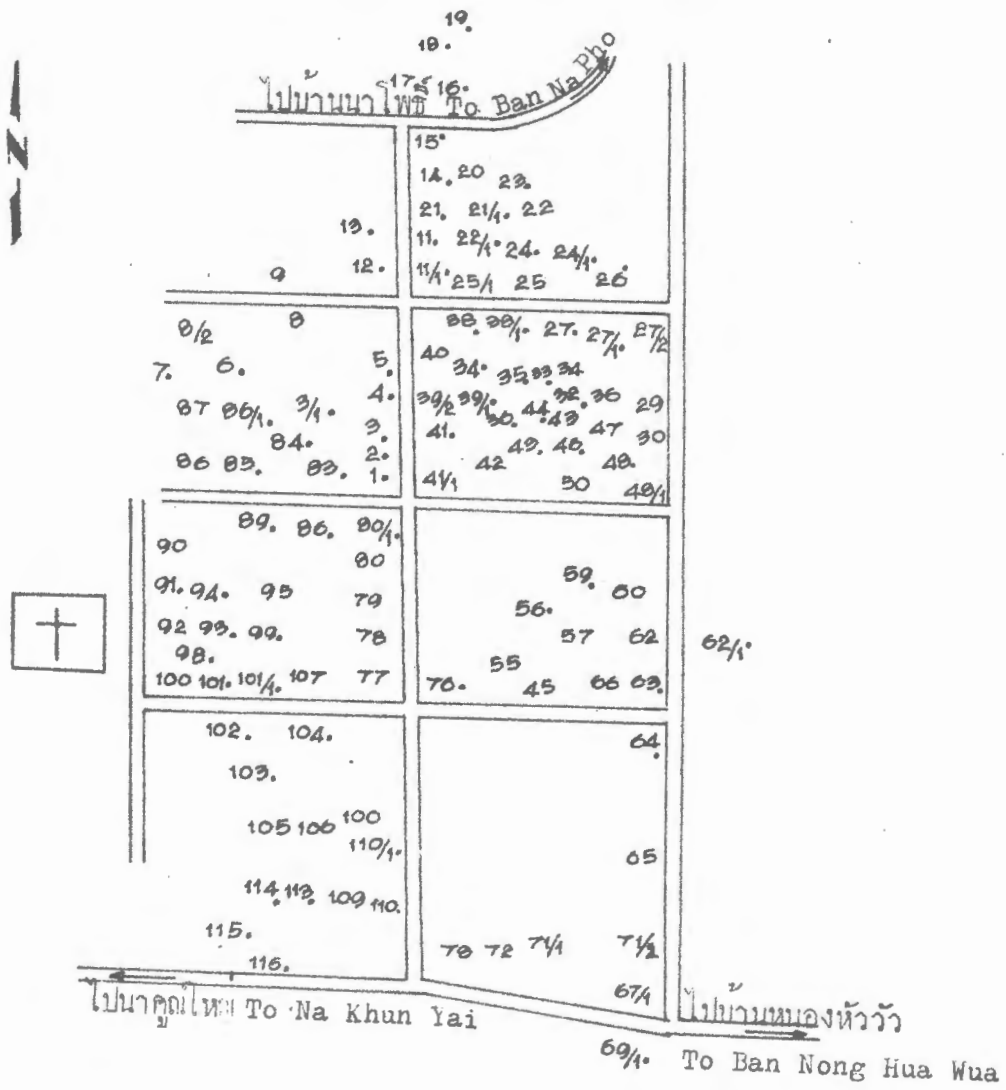 19.
18.
17. 16.
ไปบ้านนาโพธิ์ To Ban Na Pho
N
15.
14. 20 23.
21. 21/1. 22
13. 11. 22/1. 24. 24/1.
9 12. 11/1. 25/1 25 26.
8/2 8 38. 38/1. 27. 27/1. 27/2
7. 6. 5. 40 34. 35. 33. 34
4. 39/2 39/1. 32. 36 29
87 86/1. 3/1. 3. 41. 30. 44. 43 47 30
84. 2. 49. 46.
86 85. 83. 1. 41/1 42 50 48. 48/1
89. 86. 80/1.
90 80
91. 94. 95 79 59. 60
56.
92 93. 99. 78 57 62 62/1.
98. 55
100 101. 101/1. 107 77 76. 45 66 63.
102. 104. 64.
103.
105 106 100
110/1. 65
114. 113. 109 110.
115. 78 72 71/1 71/2
116. 67/1
ไปนาคูณใหญ่ To Na Khun Yai ไปบ้านหนองหัววัว
69/1. To Ban Nong Hua Wua